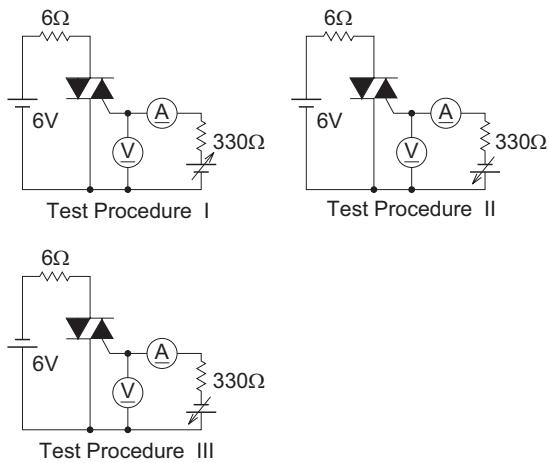 6Ω
6V
A
V
330Ω
Test Procedure I
6Ω
6V
A
V
330Ω
Test Procedure II
6Ω
6V
A
V
330Ω
Test Procedure III